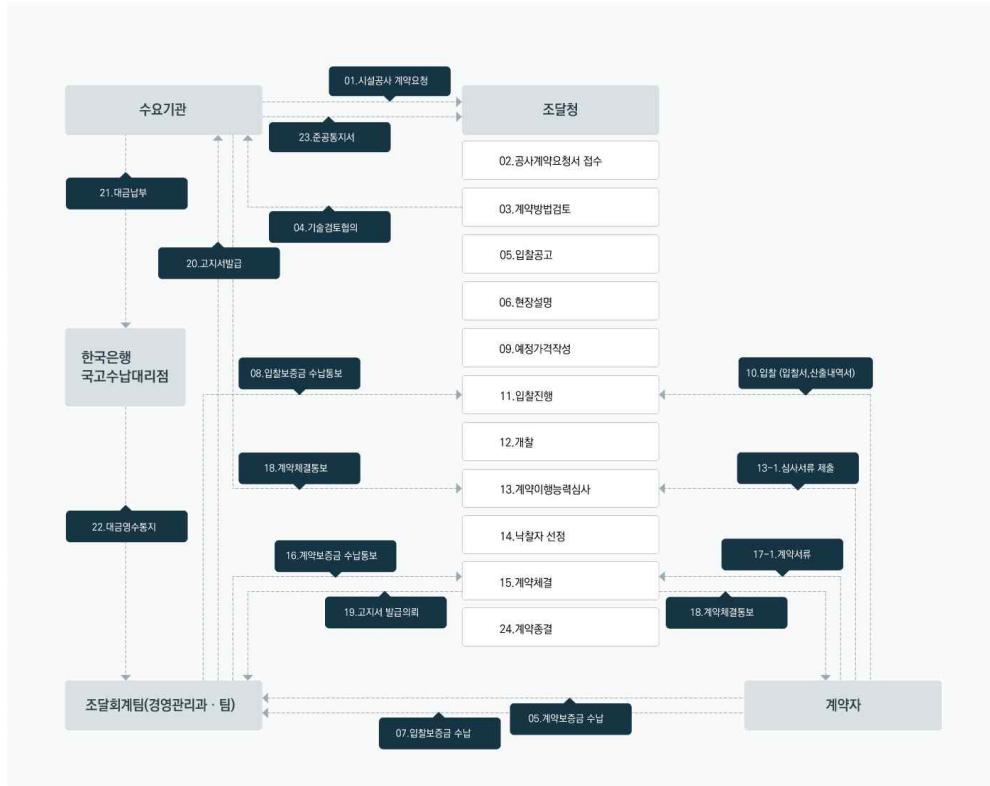 01.시설공사 계약요청
수요기관
조달청
23.준공통지서
02.공사계약요청서 접수
21.대금납부
03.계약방법검토
04.기술검토협의
05.입찰공고
20.고지서발급
06.현장설명
한국은행
국고수납대리점
09.예정가격작성
08.입찰보증금 수납통보
10.입찰 (입찰서,산출내역서)
11.입찰진행
12.개찰
18.계약체결통보
13-1.심사서류 제출
13.계약이행능력심사
22.대금영수통지
14.낙찰자 선정
16.계약보증금 수납통보
17-1.계약서류
15.계약체결
19.고지서 발급의뢰
18.계약체결통보
24.계약종결
조달회계팀(경영관리과 · 팀)
계약자
05.계약보증금 수납
07.입찰보증금 수납